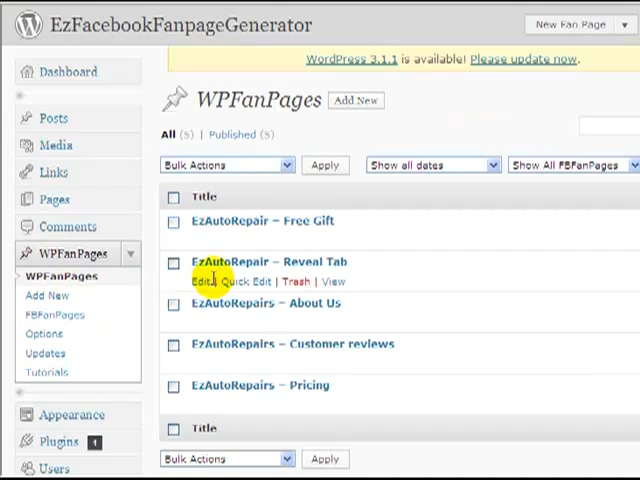 EzFacebookFanpageGenerator
New Fan Page
WordPress 3.1.1 is available! Please update now.
Dashboard
Posts
Media
Links
Pages
Comments
WPFanPages
WPFanPages
Add New
FBFanPages
Options
Updates
Tutorials
Appearance
Plugins 1
Users
WPFanPages Add New
All (5) | Published (5)
Bulk Actions Apply Show all dates Show All FBFanPages
Title
EzAutoRepair – Free Gift
EzAutoRepair – Reveal Tab
Edit | Quick Edit | Trash | View
EzAutoRepairs – About Us
EzAutoRepairs – Customer reviews
EzAutoRepairs – Pricing
Title
Bulk Actions Apply